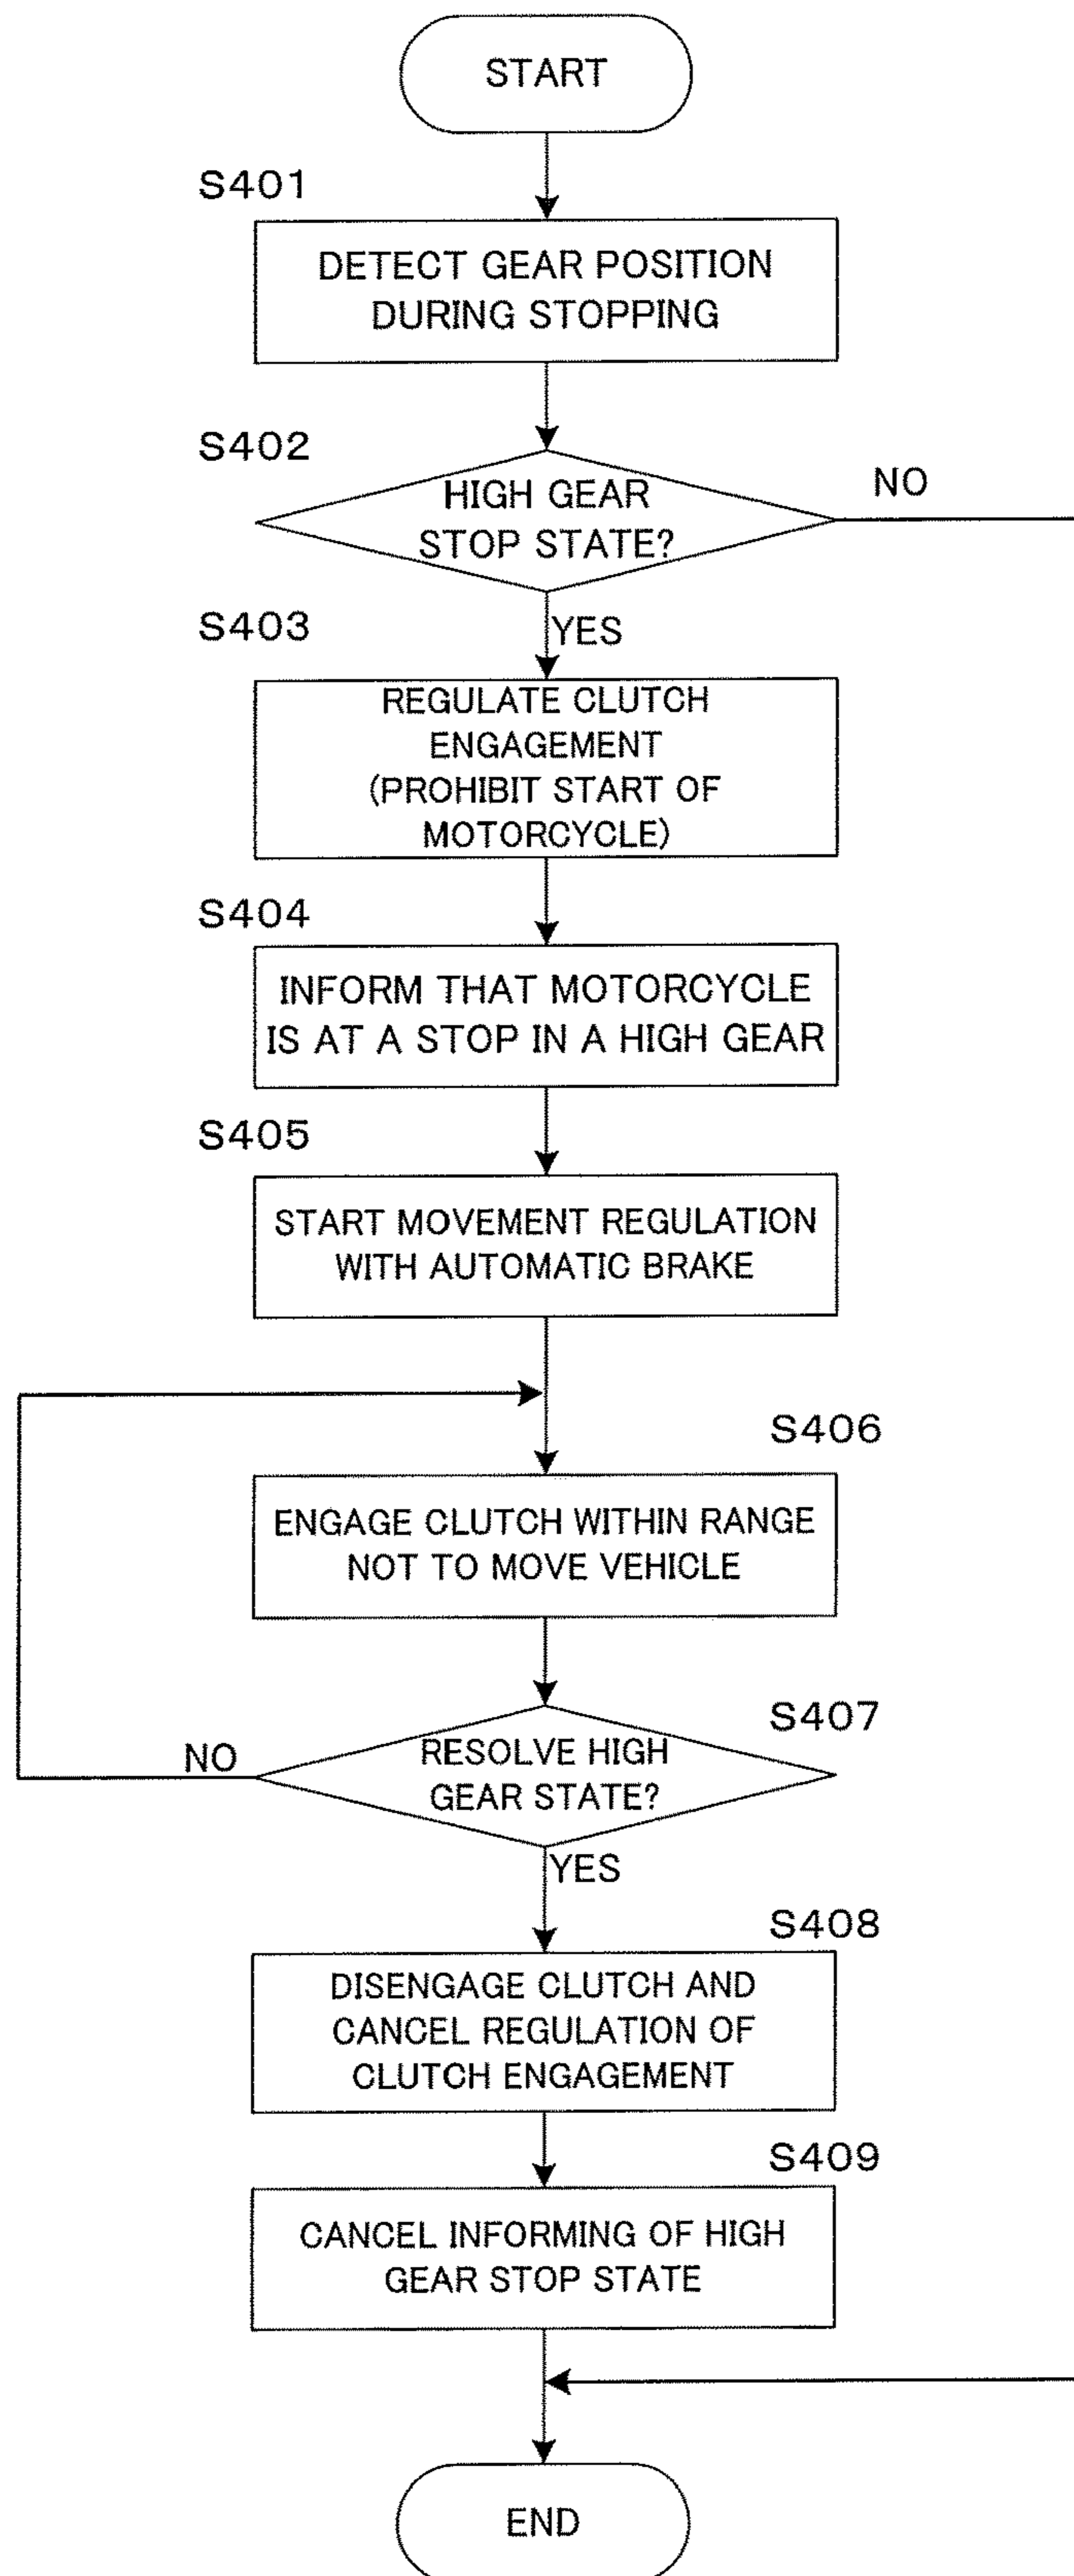 START
S401
DETECT GEAR POSITION
DURING STOPPING
S402
HIGH GEAR
STOP STATE?
NO
YES
S403
REGULATE CLUTCH
ENGAGEMENT
(PROHIBIT START OF
MOTORCYCLE)
S404
INFORM THAT MOTORCYCLE
IS AT A STOP IN A HIGH GEAR
S405
START MOVEMENT REGULATION
WITH AUTOMATIC BRAKE
S406
ENGAGE CLUTCH WITHIN RANGE
NOT TO MOVE VEHICLE
S407
RESOLVE HIGH
GEAR STATE?
NO
YES
S408
DISENGAGE CLUTCH AND
CANCEL REGULATION OF
CLUTCH ENGAGEMENT
S409
CANCEL INFORMING OF HIGH
GEAR STOP STATE
END